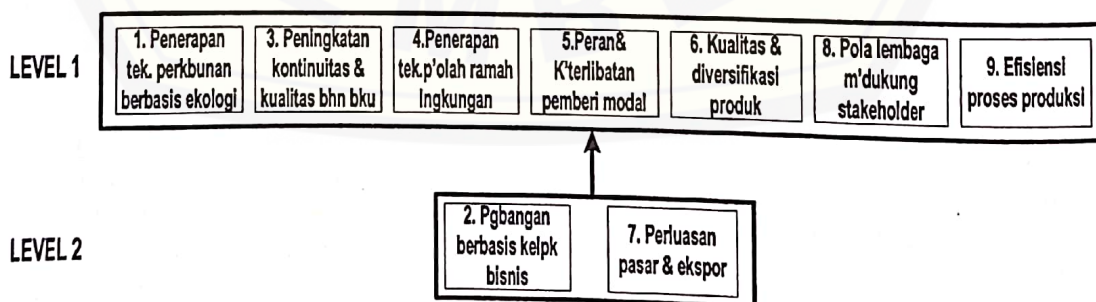 LEVEL 1
1. Penerapan
tek. perkbunan
berbasis ekologi
3. Peningkatan
kontinuitas &
kualitas bhn bku
4.Penerapan
tek.p'olah ramah
lngkungan
5.Peran&
K'terlibatan
pemberi modal
6. Kualitas &
diversifikasi
produk
8. Pola lembaga
m'dukung
stakeholder
9. Efisiensi
proses produksi
LEVEL 2
2. Pgbangan
berbasis kelpk
bisnis
7. Perluasan
pasar & ekspor